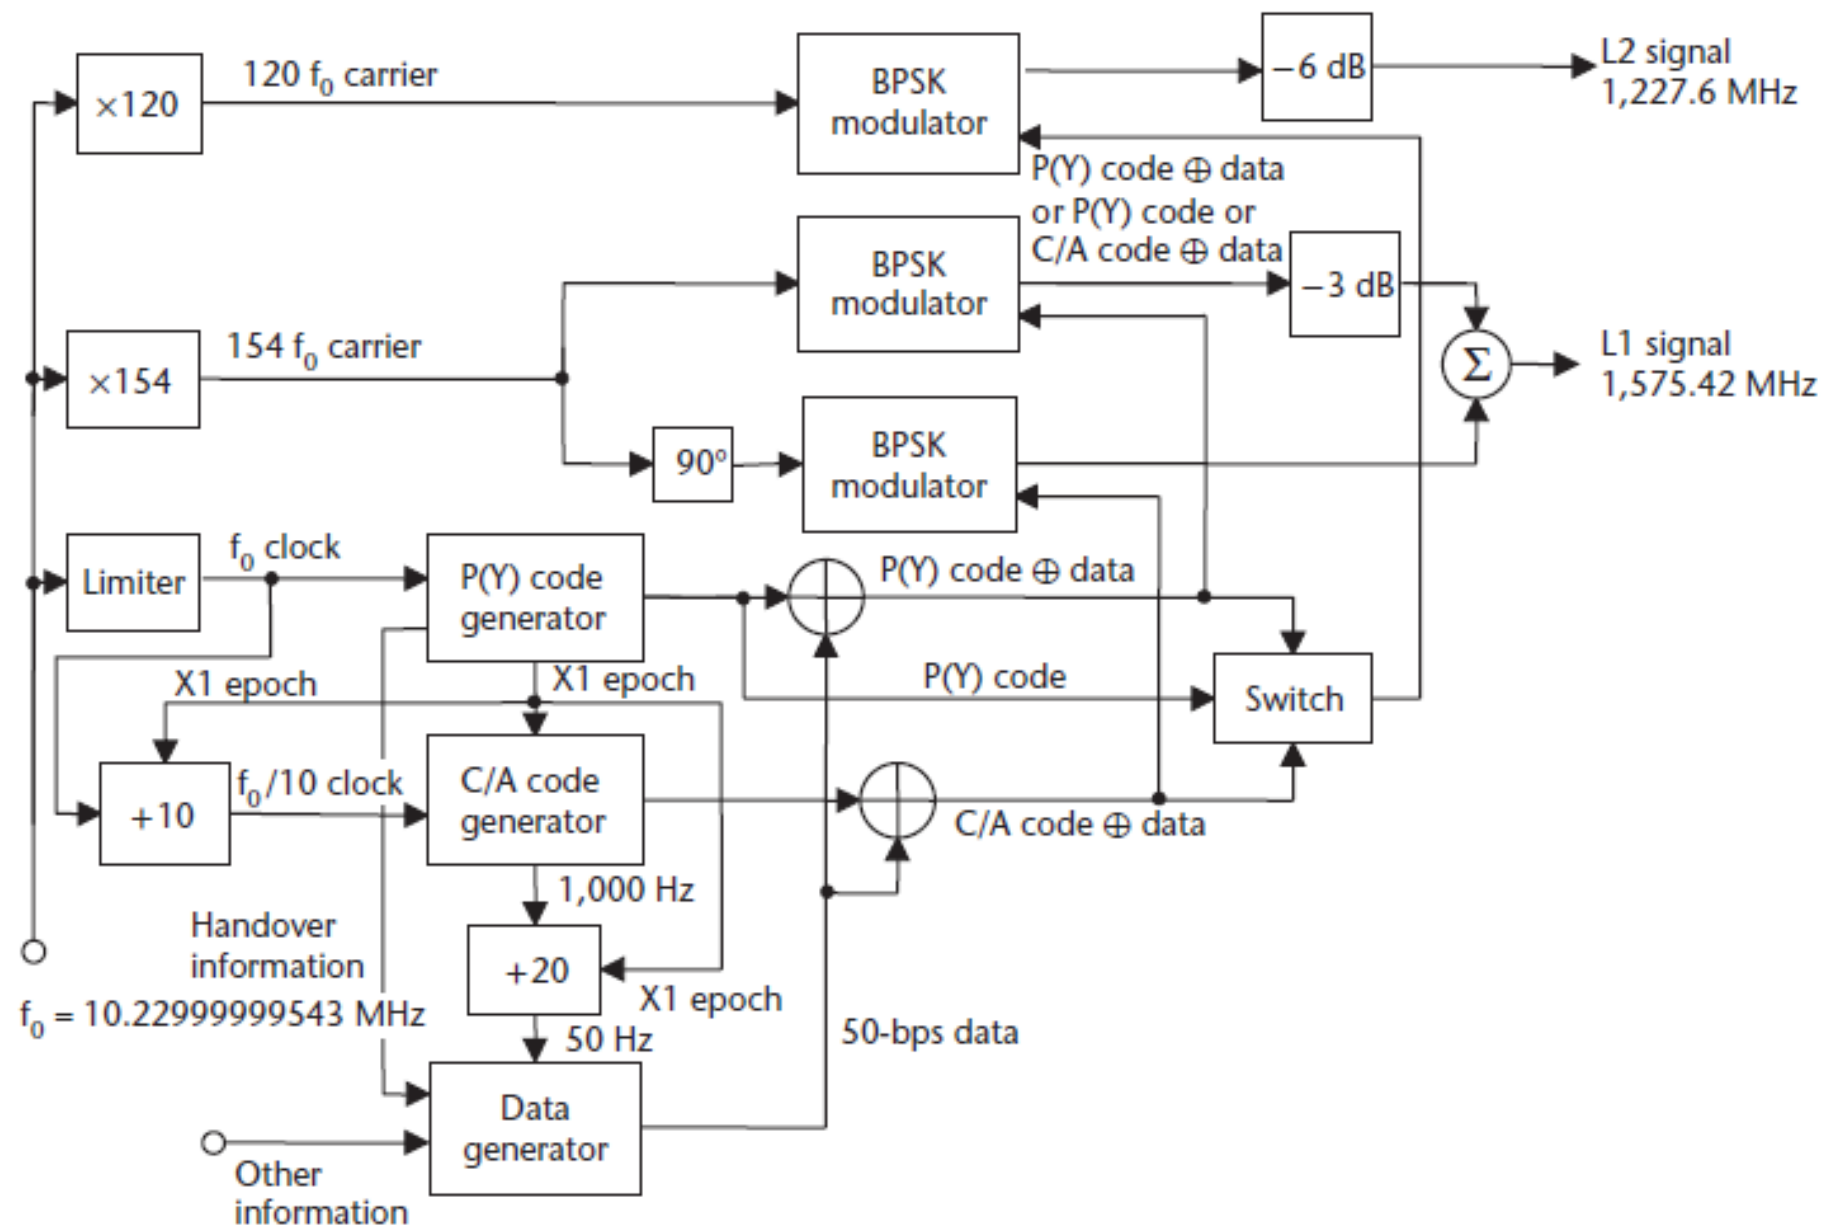 ×120
120 f₀ carrier
BPSK
modulator
−6 dB
L2 signal
1,227.6 MHz
P(Y) code ⊕ data
or P(Y) code or
C/A code ⊕ data
×154
154 f₀ carrier
BPSK
modulator
−3 dB
Σ
L1 signal
1,575.42 MHz
90°
BPSK
modulator
Limiter
f₀ clock
P(Y) code
generator
P(Y) code ⊕ data
X1 epoch
X1 epoch
P(Y) code
Switch
+10
f₀/10 clock
C/A code
generator
C/A code ⊕ data
1,000 Hz
Handover
information
+20
X1 epoch
f₀ = 10.22999999543 MHz
50 Hz
50-bps data
Data
generator
Other
information